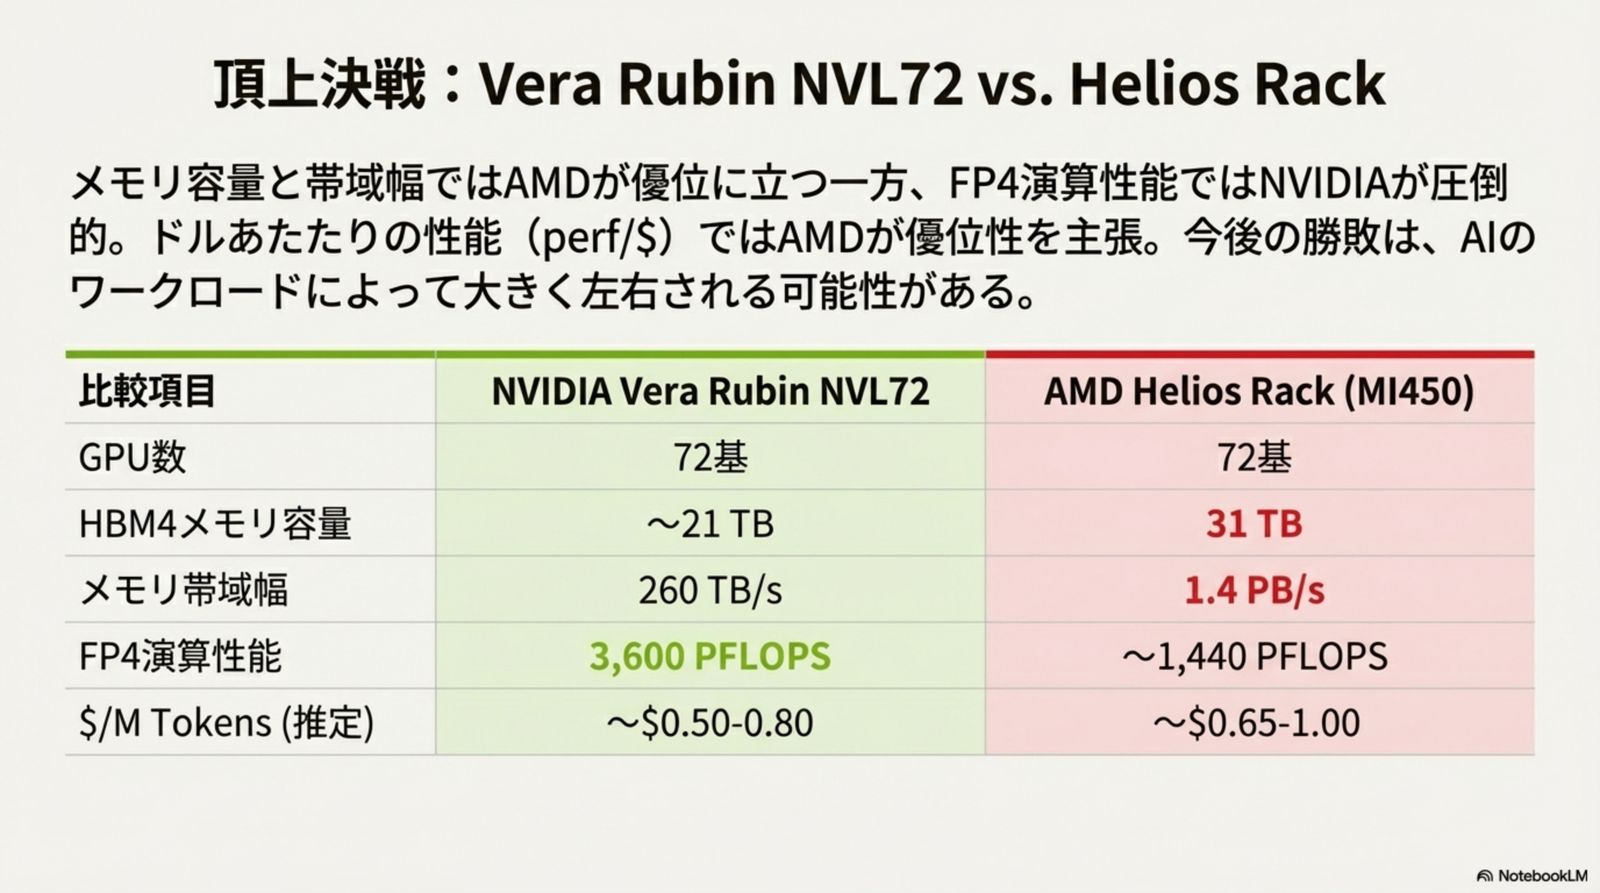 頂上決戦：Vera Rubin NVL72 vs. Helios Rack
メモリ容量と帯域幅ではAMDが優位に立つ一方、FP4演算性能ではNVIDIAが圧倒
的。ドルあたたりの性能（perf/$）ではAMDが優位性を主張。今後の勝敗は、AIの
ワークロードによって大きく左右される可能性がある。
比較項目 NVIDIA Vera Rubin NVL72 AMD Helios Rack (MI450)
GPU数 72基 72基
HBM4メモリ容量 〜21 TB 31 TB
メモリ帯域幅 260 TB/s 1.4 PB/s
FP4演算性能 3,600 PFLOPS 〜1,440 PFLOPS
$/M Tokens (推定) 〜$0.50-0.80 〜$0.65-1.00
NotebookLM